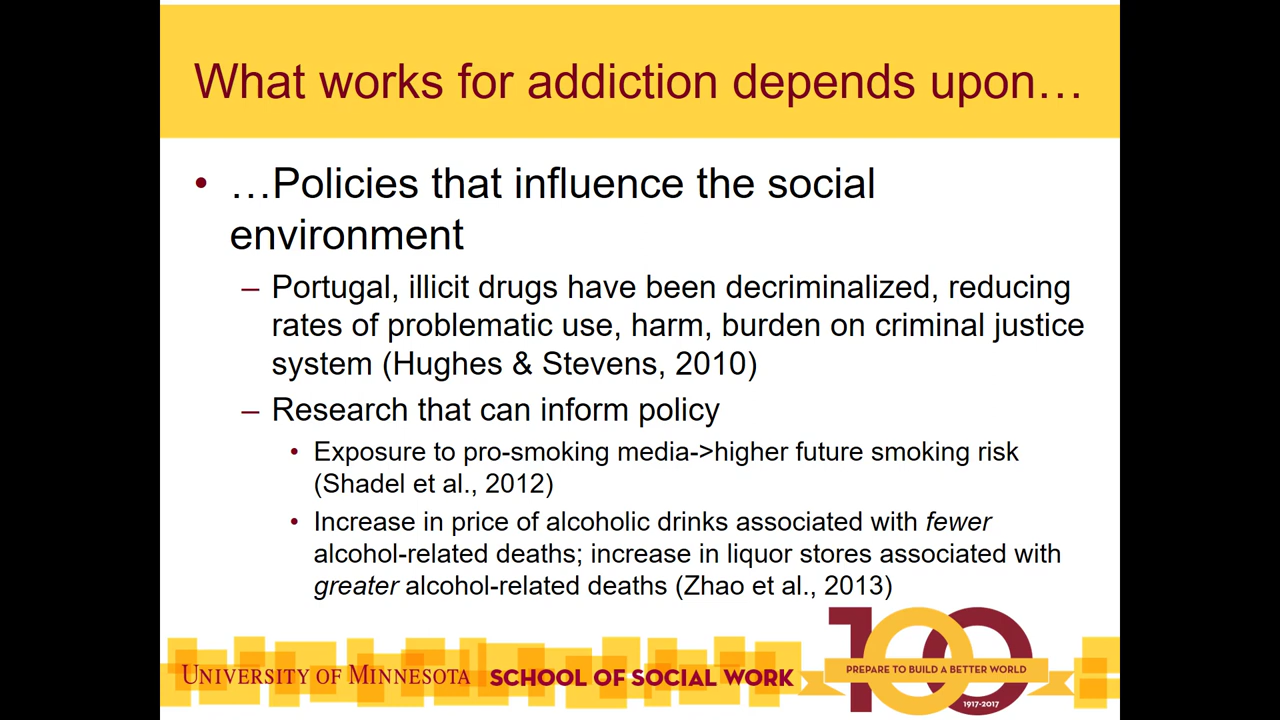 What works for addiction depends upon…
• …Policies that influence the social
environment
– Portugal, illicit drugs have been decriminalized, reducing
rates of problematic use, harm, burden on criminal justice
system (Hughes & Stevens, 2010)
– Research that can inform policy
• Exposure to pro-smoking media->higher future smoking risk
(Shadel et al., 2012)
• Increase in price of alcoholic drinks associated with fewer
alcohol-related deaths; increase in liquor stores associated with
greater alcohol-related deaths (Zhao et al., 2013)
UNIVERSITY OF MINNESOTA SCHOOL OF SOCIAL WORK
100
PREPARE TO BUILD A BETTER WORLD
1917-2017